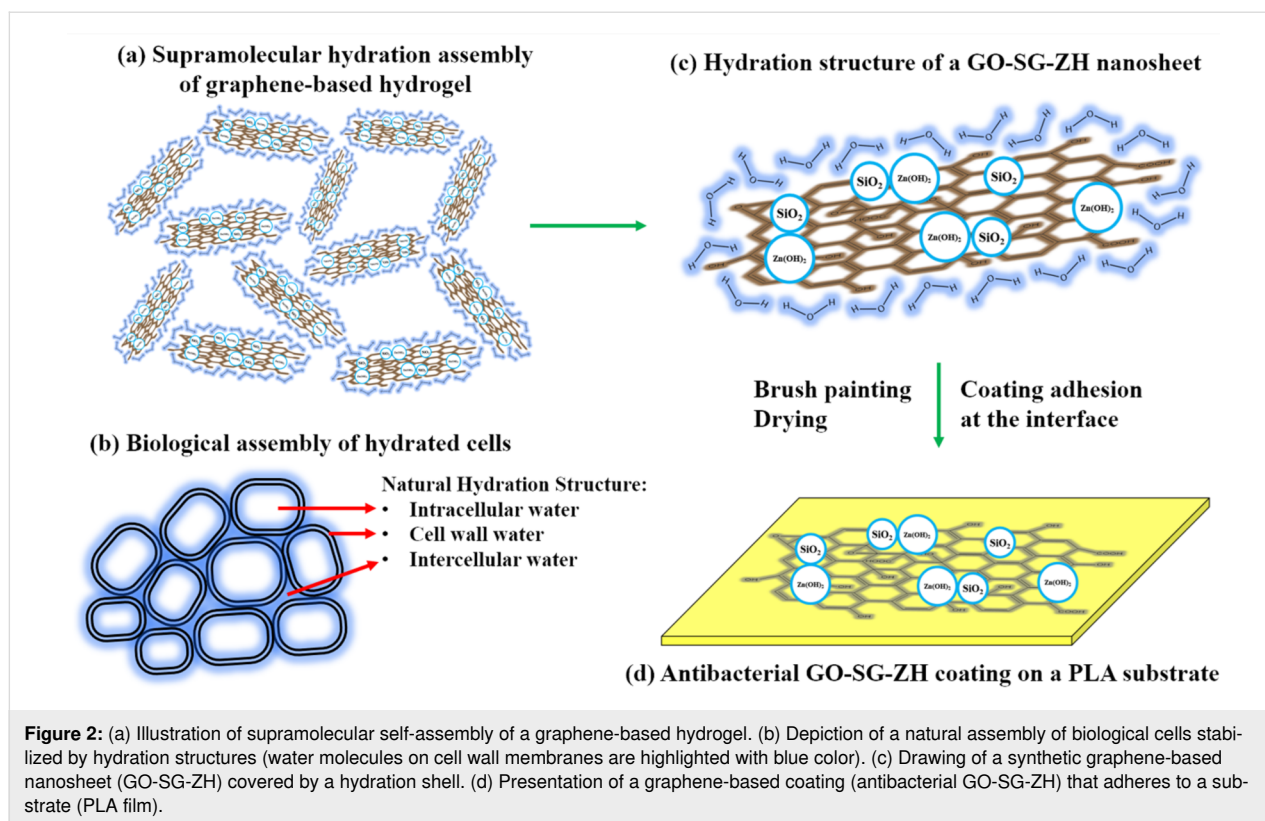 (a) Supramolecular hydration assembly
of graphene-based hydrogel
(c) Hydration structure of a GO-SG-ZH nanosheet
SiO₂
Zn(OH)₂
SiO₂
SiO₂
Zn(OH)₂
Zn(OH)₂
Zn(OH)₂
SiO₂
Brush painting
Drying
Coating adhesion
at the interface
(b) Biological assembly of hydrated cells
Natural Hydration Structure:
• Intracellular water
• Cell wall water
• Intercellular water
SiO₂
Zn(OH)₂
SiO₂
SiO₂
Zn(OH)₂
Zn(OH)₂
SiO₂
Zn(OH)₂
(d) Antibacterial GO-SG-ZH coating on a PLA substrate
Figure 2: (a) Illustration of supramolecular self-assembly of a graphene-based hydrogel. (b) Depiction of a natural assembly of biological cells stabi-
lized by hydration structures (water molecules on cell wall membranes are highlighted with blue color). (c) Drawing of a synthetic graphene-based
nanosheet (GO-SG-ZH) covered by a hydration shell. (d) Presentation of a graphene-based coating (antibacterial GO-SG-ZH) that adheres to a sub-
strate (PLA film).